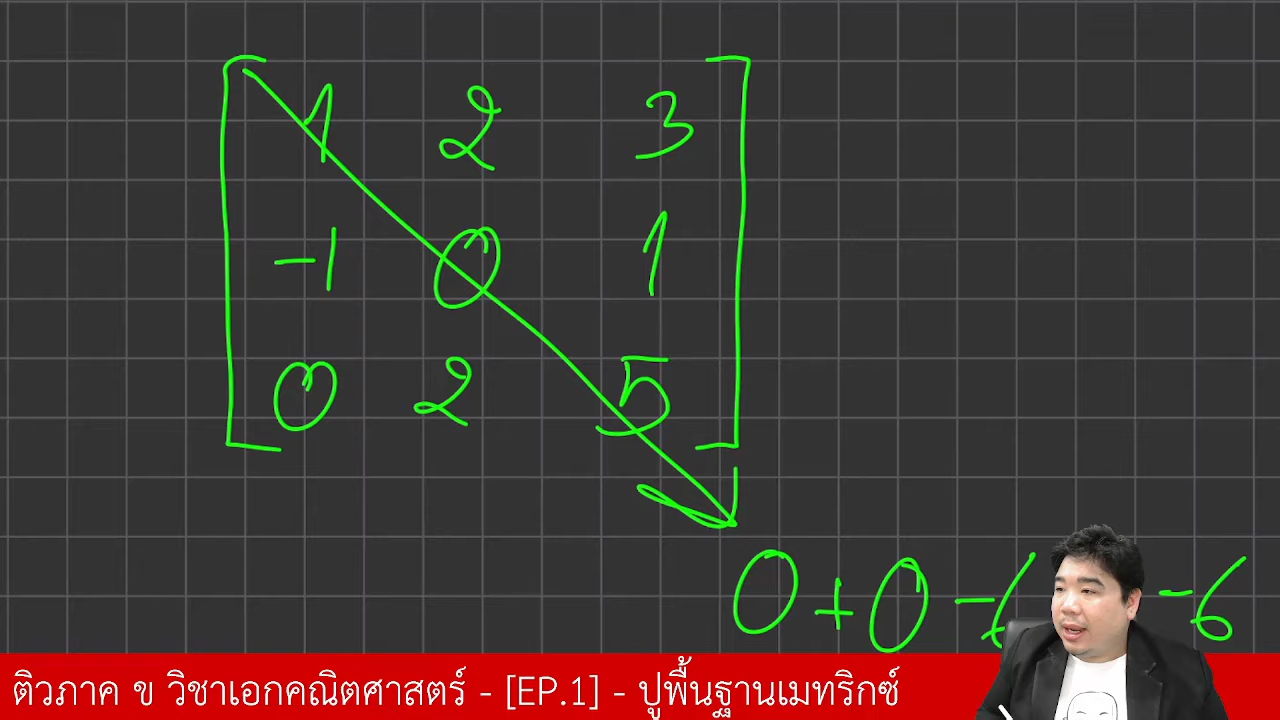 1 2 3
-1 0 1
0 2 5
0 + 0 - 6 -6
ติวภาค ข วิชาเอกคณิตศาสตร์ - [EP.1] - ปูพื้นฐานเมทริกซ์